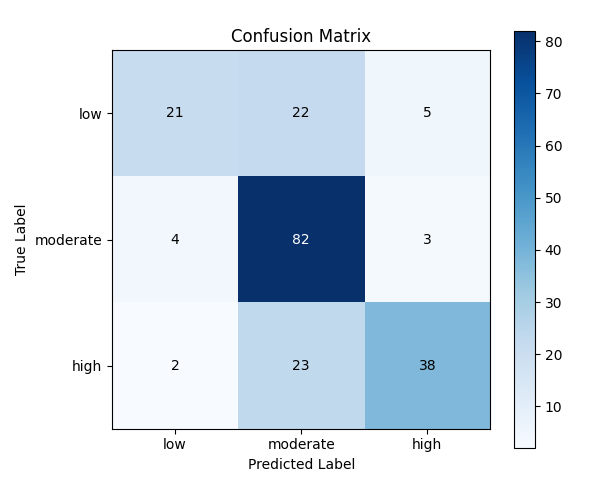 Confusion Matrix
True Label
low 21 22 5
moderate 4 82 3
high 2 23 38
low moderate high
Predicted Label
80
70
60
50
40
30
20
10